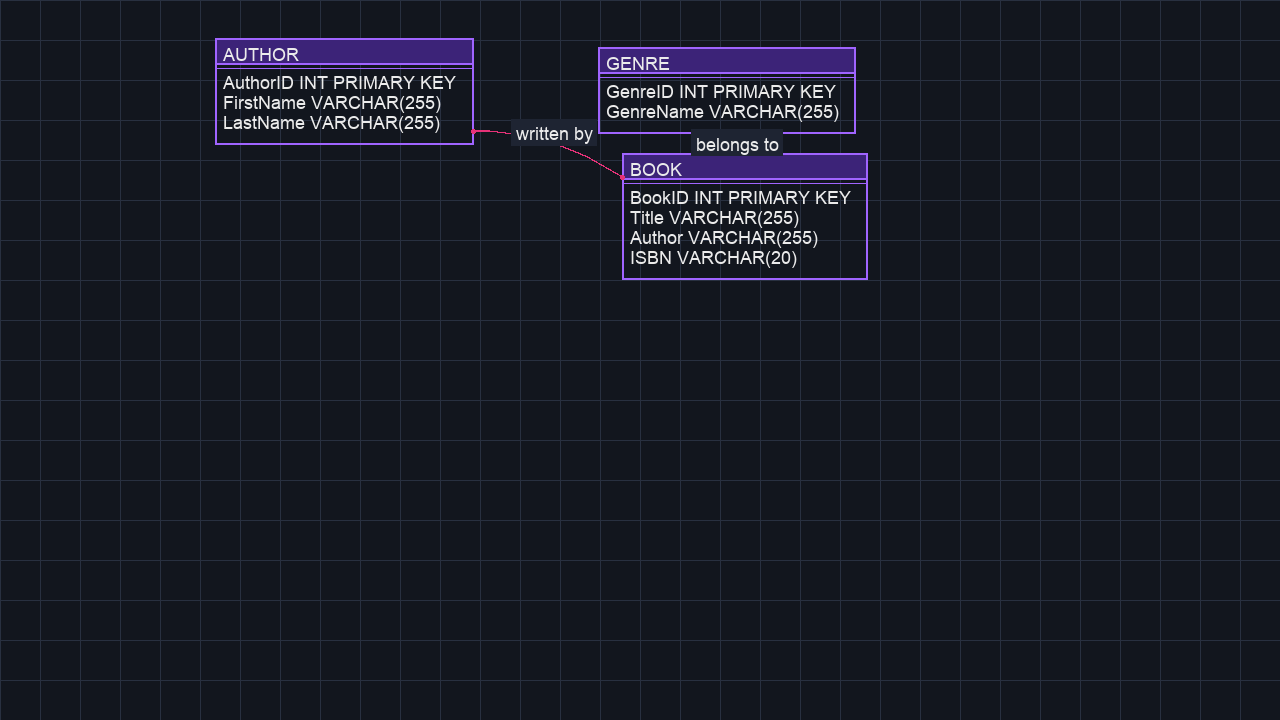 AUTHOR
AuthorID INT PRIMARY KEY
FirstName VARCHAR(255)
LastName VARCHAR(255)
written by
GENRE
GenreID INT PRIMARY KEY
GenreName VARCHAR(255)
belongs to
BOOK
BookID INT PRIMARY KEY
Title VARCHAR(255)
Author VARCHAR(255)
ISBN VARCHAR(20)